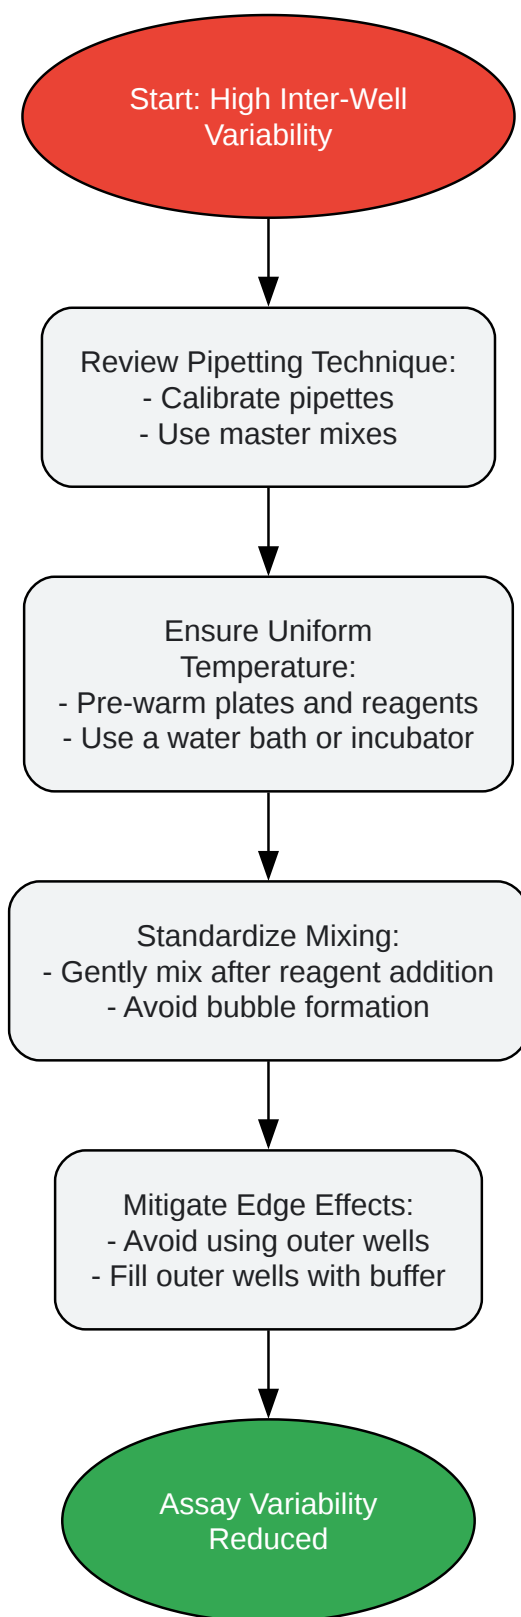 Start: High Inter-Well
Variability
Review Pipetting Technique:
- Calibrate pipettes
- Use master mixes
Ensure Uniform
Temperature:
- Pre-warm plates and reagents
- Use a water bath or incubator
Standardize Mixing:
- Gently mix after reagent addition
- Avoid bubble formation
Mitigate Edge Effects:
- Avoid using outer wells
- Fill outer wells with buffer
Assay Variability
Reduced